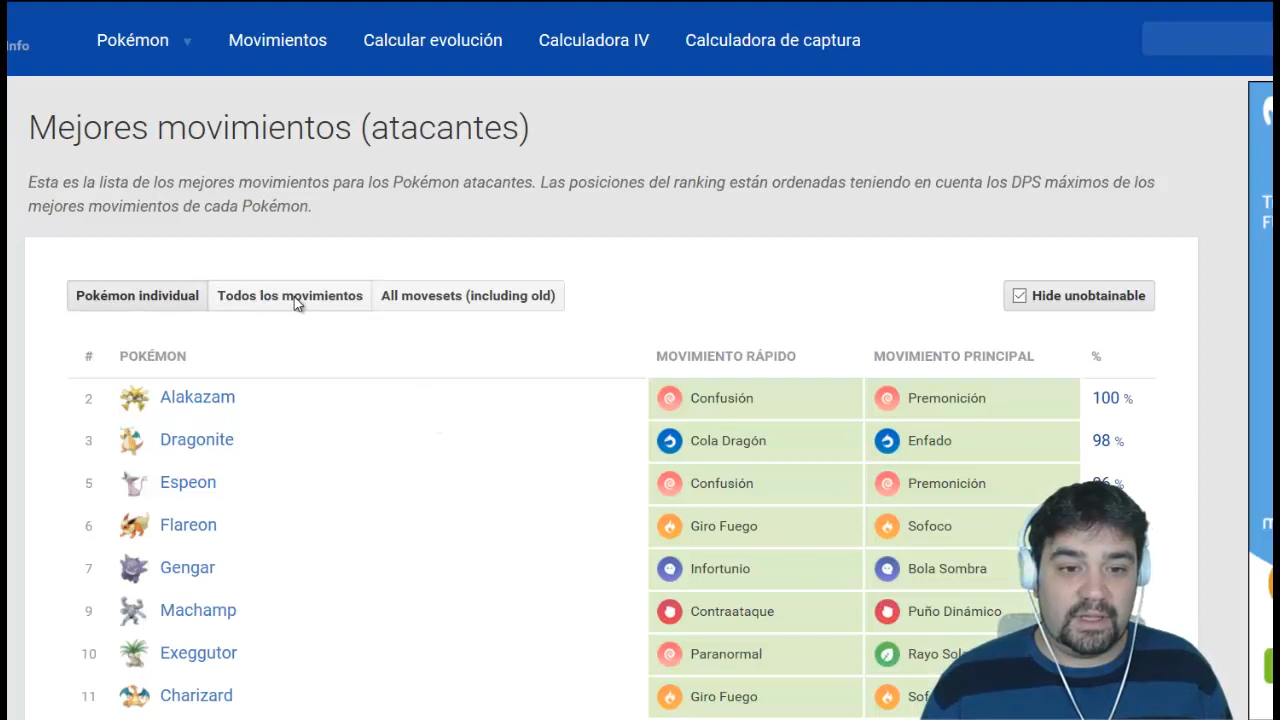 Info
Pokémon ▼ Movimientos Calcular evolución Calculadora IV Calculadora de captura
Mejores movimientos (atacantes)
Esta es la lista de los mejores movimientos para los Pokémon atacantes. Las posiciones del ranking están ordenadas teniendo en cuenta los DPS máximos de los
mejores movimientos de cada Pokémon.
Pokémon individual Todos los movimientos All movesets (including old) Hide unobtainable
# POKÉMON MOVIMIENTO RÁPIDO MOVIMIENTO PRINCIPAL %
2 Alakazam Confusión Premonición 100 %
3 Dragonite Cola Dragón Enfado 98 %
5 Espeon Confusión Premonición %
6 Flareon Giro Fuego Sofoco
7 Gengar Infortunio Bola Sombra
9 Machamp Contraataque Puño Dinámico
10 Exeggutor Paranormal Rayo
11 Charizard Giro Fuego